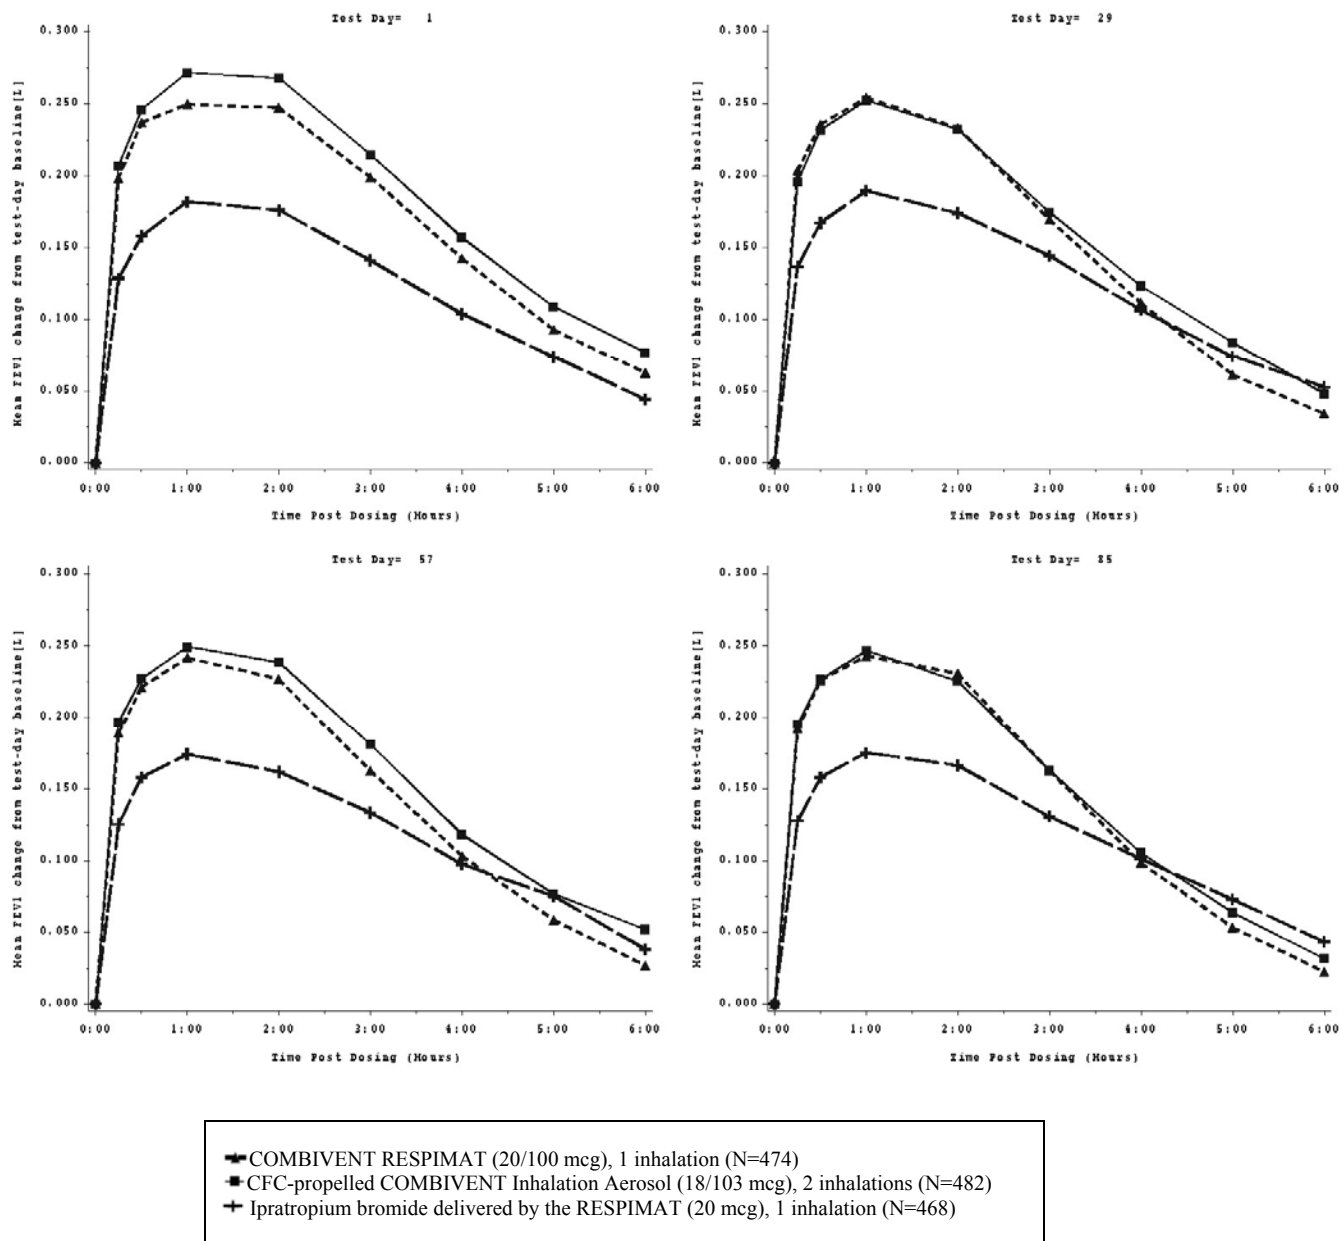 Test Day= 1
Mean FEV1 change from test-day baseline[L]
0.300
0.250
0.200
0.150
0.100
0.050
0.000
0:00 1:00 2:00 3:00 4:00 5:00 6:00
Time Post Dosing (Hours)
Test Day= 29
Mean FEV1 change from test-day baseline[L]
0.300
0.250
0.200
0.150
0.100
0.050
0.000
0:00 1:00 2:00 3:00 4:00 5:00 6:00
Time Post Dosing (Hours)
Test Day= 57
Mean FEV1 change from test-day baseline[L]
0.300
0.250
0.200
0.150
0.100
0.050
0.000
0:00 1:00 2:00 3:00 4:00 5:00 6:00
Time Post Dosing (Hours)
Test Day= 85
Mean FEV1 change from test-day baseline[L]
0.300
0.250
0.200
0.150
0.100
0.050
0.000
0:00 1:00 2:00 3:00 4:00 5:00 6:00
Time Post Dosing (Hours)
COMBIVENT RESPIMAT (20/100 mcg), 1 inhalation (N=474)
CFC-propelled COMBIVENT Inhalation Aerosol (18/103 mcg), 2 inhalations (N=482)
Ipratropium bromide delivered by the RESPIMAT (20 mcg), 1 inhalation (N=468)